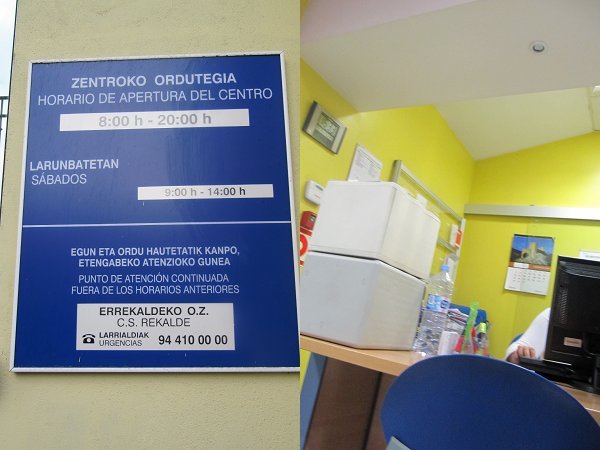 ZENTROKO ORDUTEGIA
HORARIO DE APERTURA DEL CENTRO
8:00 h - 20:00 h
LARUNBATETAN
SÁBADOS
9:00 h - 14:00 h
EGUN ETA ORDU HAUTETATIK KANPO,
ETENGABEKO ATENZIOKO GUNEA
PUNTO DE ATENCIÓN CONTINUADA
FUERA DE LOS HORARIOS ANTERIORES
ERREKALDEKO O.Z.
C.S. REKALDE
LARRIALDIAK
URGENCIAS 94 410 00 00